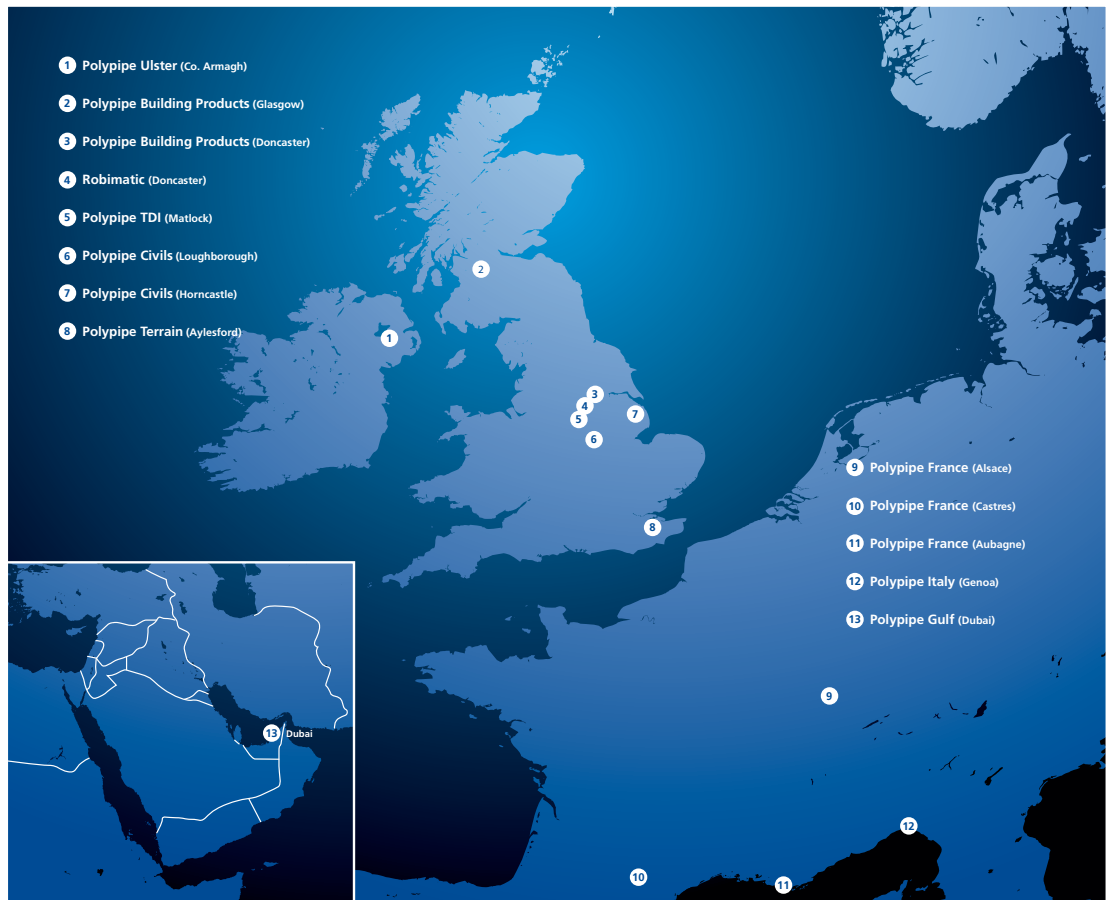 1 Polypipe Ulster (Co. Armagh)
2 Polypipe Building Products (Glasgow)
3 Polypipe Building Products (Doncaster)
4 Robimatic (Doncaster)
5 Polypipe TDI (Matlock)
6 Polypipe Civils (Loughborough)
7 Polypipe Civils (Horncastle)
8 Polypipe Terrain (Aylesford)
2
1
3
4
7
5
6
8
9 Polypipe France (Alsace)
10 Polypipe France (Castres)
11 Polypipe France (Aubagne)
12 Polypipe Italy (Genoa)
13 Polypipe Gulf (Dubai)
9
13 Dubai
12
10
11